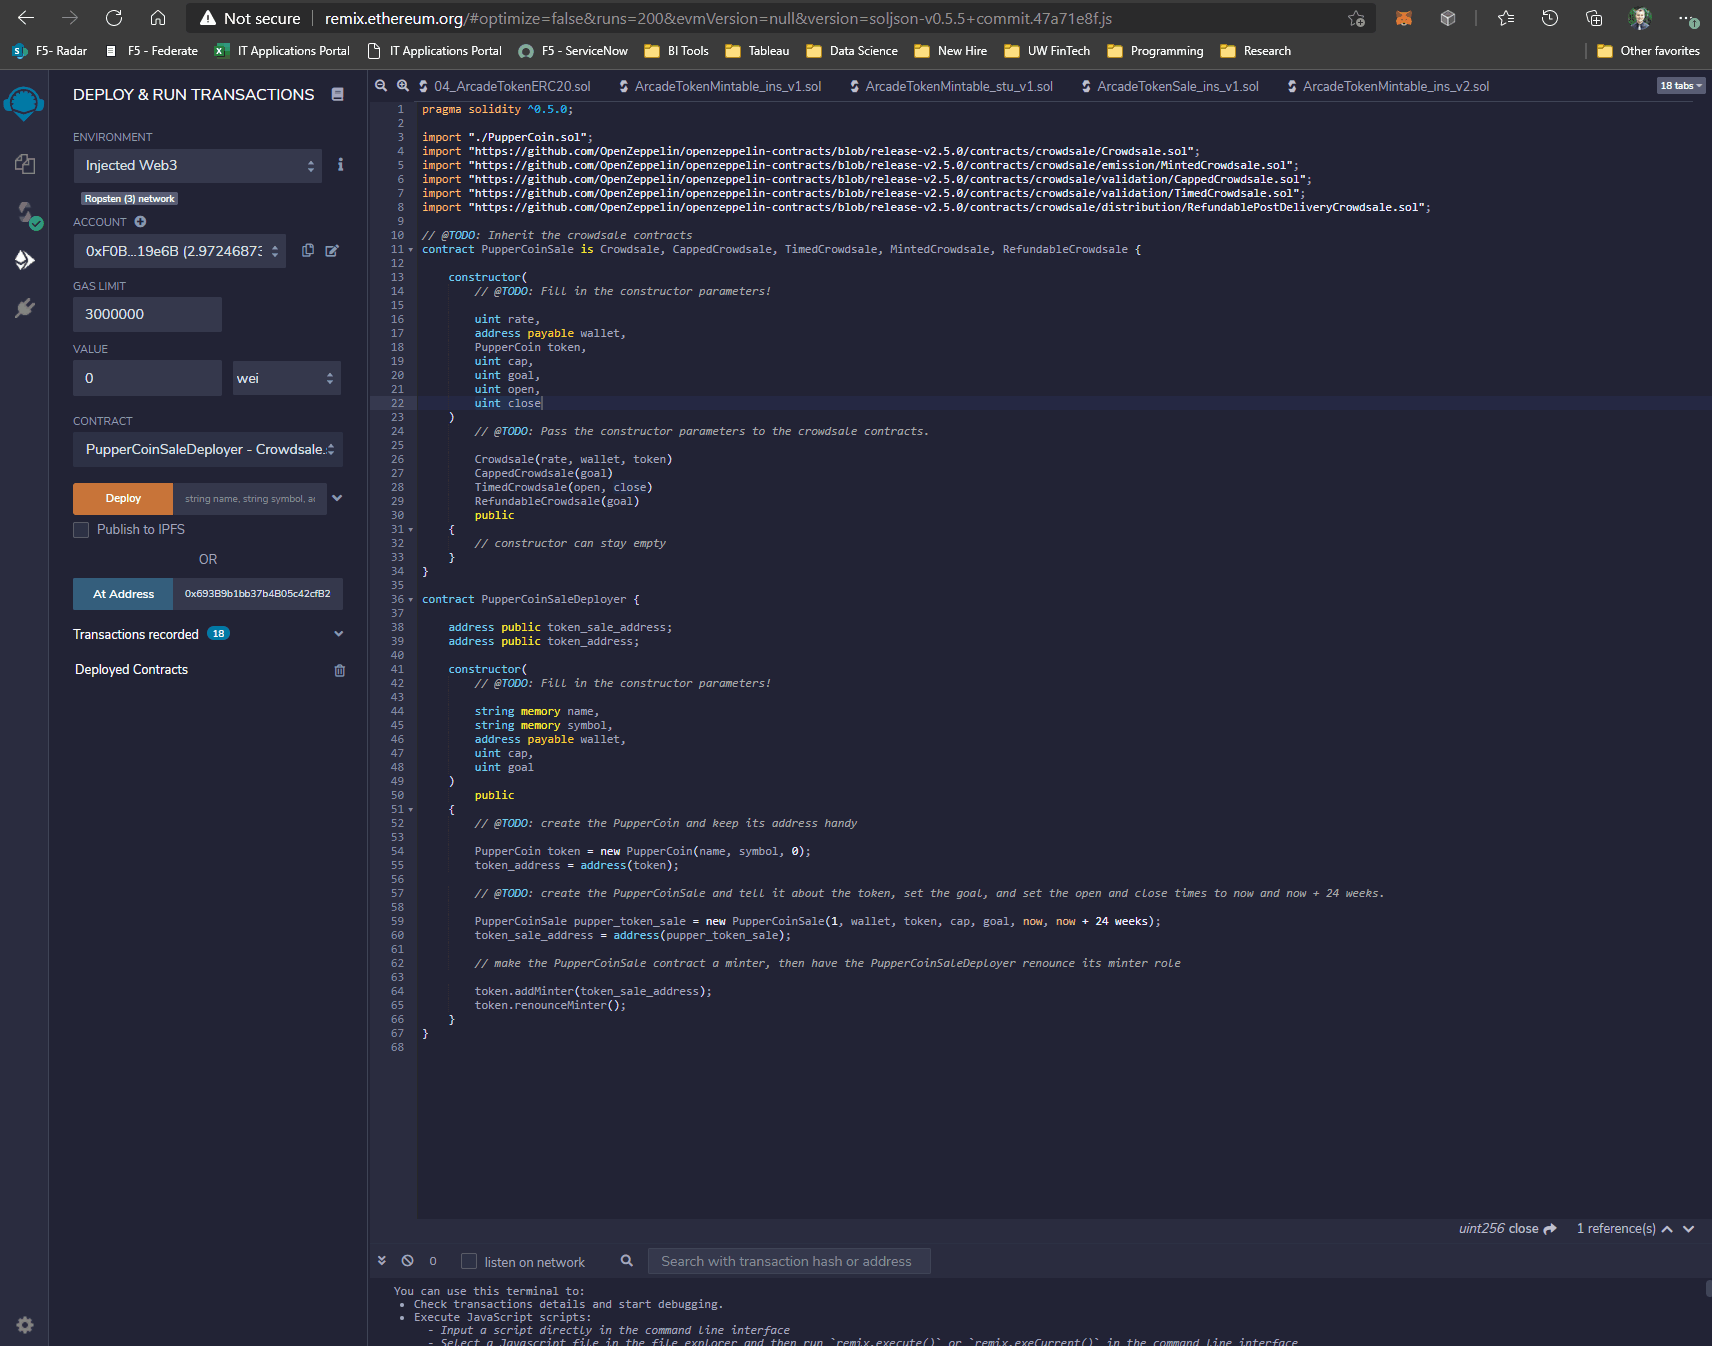 Not secure
remix.ethereum.org/#optimize=false&runs=200&evmVersion=null&version=soljson-v0.5.5+commit.47a71e8f.js
F5- Radar
F5 - Federate
IT Applications Portal
IT Applications Portal
F5 - ServiceNow
BI Tools
Tableau
Data Science
New Hire
UW FinTech
Programming
Research
Other favorites
DEPLOY & RUN TRANSACTIONS
ENVIRONMENT
Injected Web3
Ropsten (3) network
ACCOUNT
0xF0B...19e6B (2.97246873
GAS LIMIT
3000000
VALUE
0
wei
CONTRACT
PupperCoinSaleDeployer - Crowdsale.
Deploy
string name, string symbol, a
Publish to IPFS
OR
At Address
0x693B9b1bb37b4B05c42cfB2
Transactions recorded 18
Deployed Contracts
04_ArcadeTokenERC20.sol
ArcadeTokenMintable_ins_v1.sol
ArcadeTokenMintable_stu_v1.sol
ArcadeTokenSale_ins_v1.sol
ArcadeTokenMintable_ins_v2.sol
18 tabs
1 pragma solidity ^0.5.0;
2
3 import "./PupperCoin.sol";
4 import "https://github.com/OpenZeppelin/openzeppelin-contracts/blob/release-v2.5.0/contracts/crowdsale/Crowdsale.sol";
5 import "https://github.com/OpenZeppelin/openzeppelin-contracts/blob/release-v2.5.0/contracts/crowdsale/emission/MintedCrowdsale.sol";
6 import "https://github.com/OpenZeppelin/openzeppelin-contracts/blob/release-v2.5.0/contracts/crowdsale/validation/CappedCrowdsale.sol";
7 import "https://github.com/OpenZeppelin/openzeppelin-contracts/blob/release-v2.5.0/contracts/crowdsale/validation/TimedCrowdsale.sol";
8 import "https://github.com/OpenZeppelin/openzeppelin-contracts/blob/release-v2.5.0/contracts/crowdsale/distribution/RefundablePostDeliveryCrowdsale.sol";
9
10 // @TODO: Inherit the crowdsale contracts
11 contract PupperCoinSale is Crowdsale, CappedCrowdsale, TimedCrowdsale, MintedCrowdsale, RefundableCrowdsale {
12
13 constructor(
14 // @TODO: Fill in the constructor parameters!
15
16 uint rate,
17 address payable wallet,
18 PupperCoin token,
19 uint cap,
20 uint goal,
21 uint open,
22 uint close
23 )
24 // @TODO: Pass the constructor parameters to the crowdsale contracts.
25
26 Crowdsale(rate, wallet, token)
27 CappedCrowdsale(goal)
28 TimedCrowdsale(open, close)
29 RefundableCrowdsale(goal)
30 public
31 {
32 // constructor can stay empty
33 }
34 }
35
36 contract PupperCoinSaleDeployer {
37
38 address public token_sale_address;
39 address public token_address;
40
41 constructor(
42 // @TODO: Fill in the constructor parameters!
43
44 string memory name,
45 string memory symbol,
46 address payable wallet,
47 uint cap,
48 uint goal
49 )
50 public
51 {
52 // @TODO: create the PupperCoin and keep its address handy
53
54 PupperCoin token = new PupperCoin(name, symbol, 0);
55 token_address = address(token);
56
57 // @TODO: create the PupperCoinSale and tell it about the token, set the goal, and set the open and close times to now and now + 24 weeks.
58
59 PupperCoinSale pupper_token_sale = new PupperCoinSale(1, wallet, token, cap, goal, now, now + 24 weeks);
60 token_sale_address = address(pupper_token_sale);
61
62 // make the PupperCoinSale contract a minter, then have the PupperCoinSaleDeployer renounce its minter role
63
64 token.addMinter(token_sale_address);
65 token.renounceMinter();
66 }
67 }
68
uint256 close 1 reference(s)
0
listen on network
Search with transaction hash or address
You can use this terminal to:
• Check transactions details and start debugging.
• Execute JavaScript scripts:
- Input a script directly in the command line interface
- Select a Javascript file in the file explorer and then run `remix.execute()` or `remix.exeCurrent()` in the command line interface